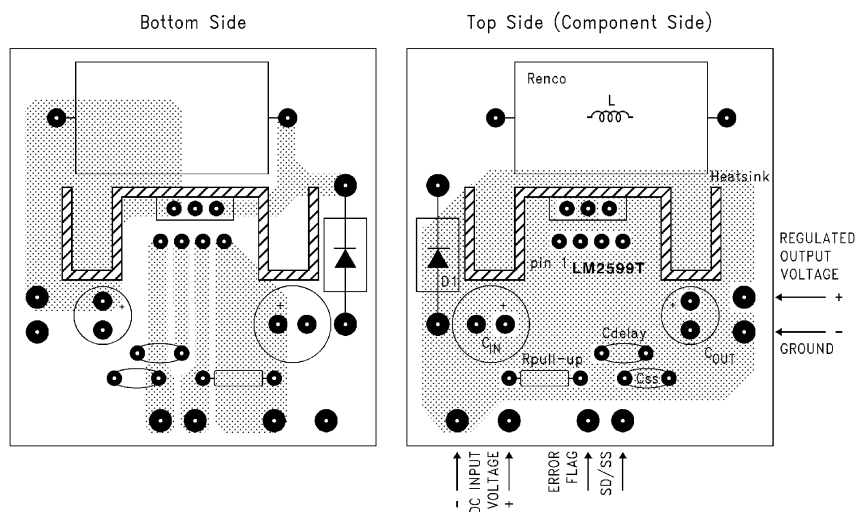 Bottom Side
Top Side (Component Side)
Renco
L
Heatsink
pin 1 LM2599T
D1
+
+
+
+
CIN
Cdelay
COUT
Rpull-up
Css
REGULATED
OUTPUT
VOLTAGE
+
-
GROUND
-
DC INPUT
VOLTAGE
+
ERROR
FLAG
SD/SS